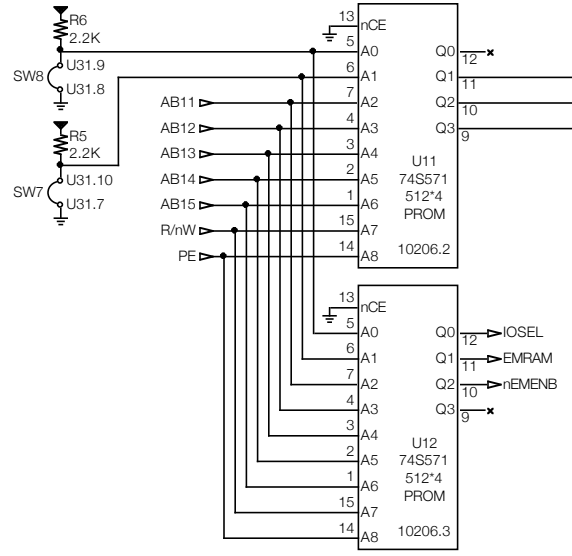 R6
2.2K
SW8
U31.9
U31.8
R5
2.2K
SW7
U31.10
U31.7
AB11
AB12
AB13
AB14
AB15
R/nW
PE
13 nCE
5 A0 Q0 12
6 A1 Q1 11
7 A2 Q2 10
4 A3 Q3 9
3 A4
2 A5
1 A6
15 A7
14 A8
U11
74S571
512*4
PROM
10206.2
13 nCE
5 A0 Q0 12 IOSEL
6 A1 Q1 11 EMRAM
7 A2 Q2 10 nEMENB
4 A3 Q3 9
3 A4
2 A5
1 A6
15 A7
14 A8
U12
74S571
512*4
PROM
10206.3